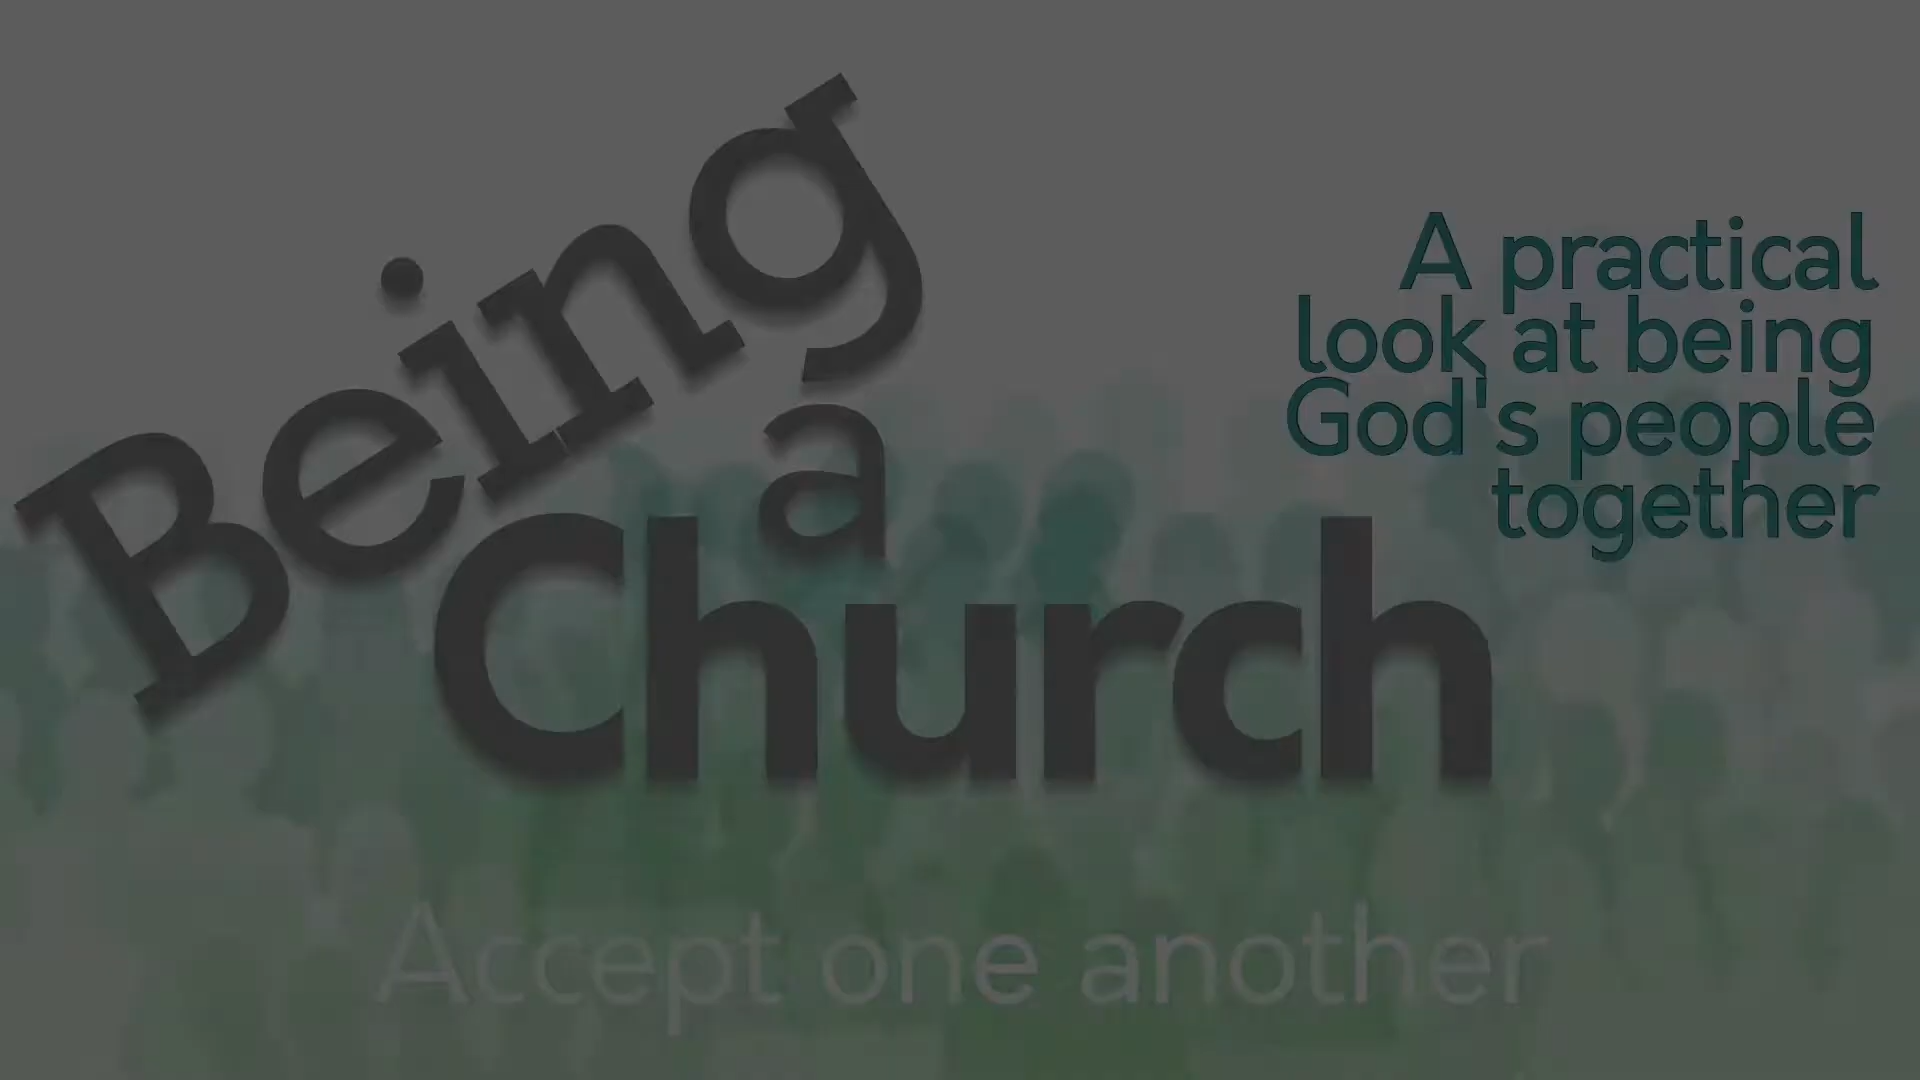 Being
a
Church
A practical
look at being
God's people
together
Accept one another